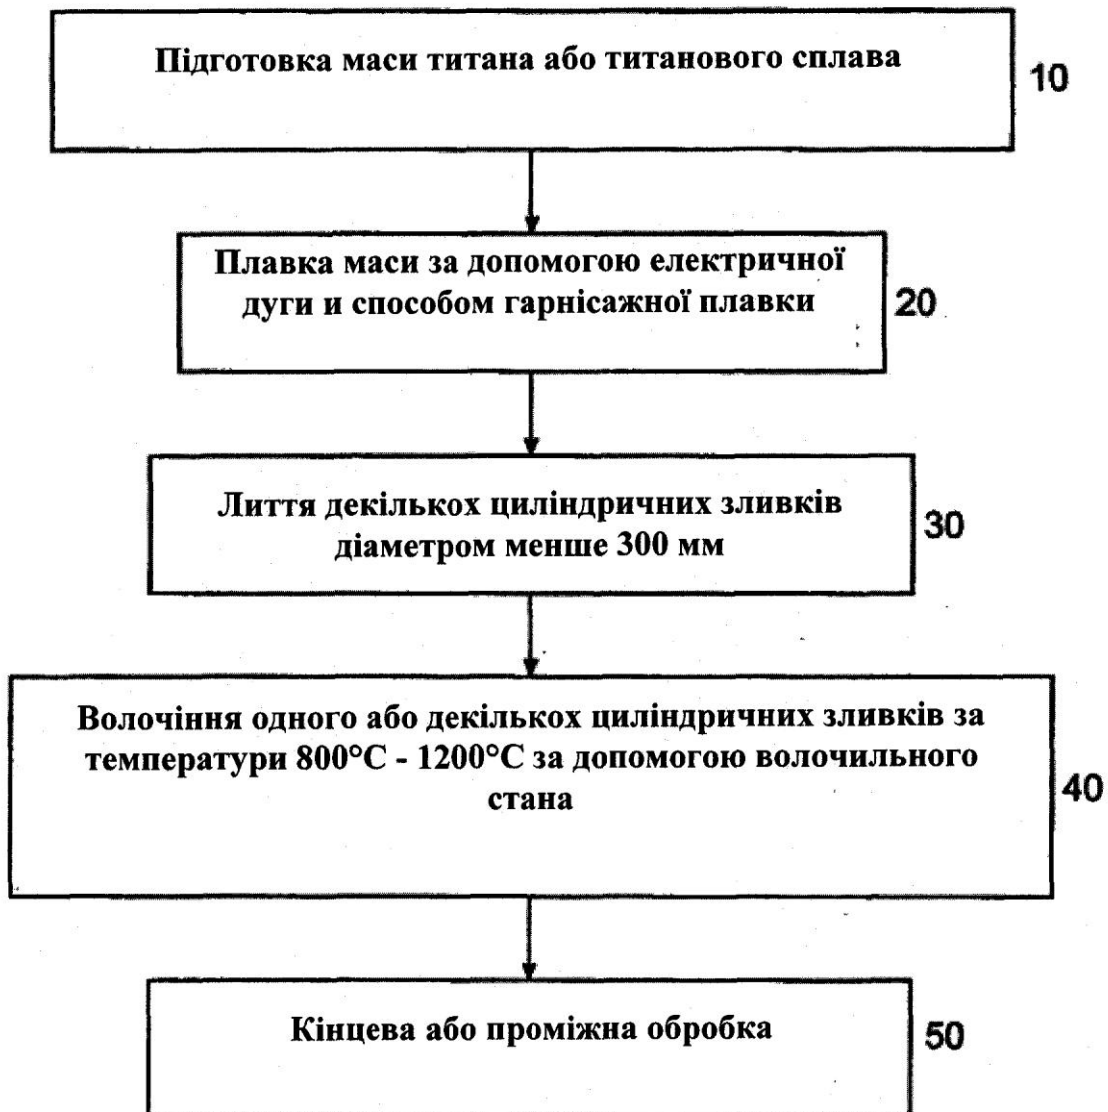 Підготовка маси титана або титанового сплава
10
Плавка маси за допомогою електричної
дуги и способом гарнісажної плавки
20
Лиття декількох циліндричних зливків
діаметром менше 300 мм
30
Волочіння одного або декількох циліндричних зливків за
температури 800°C - 1200°C за допомогою волочильного
стана
40
Кінцева або проміжна обробка
50